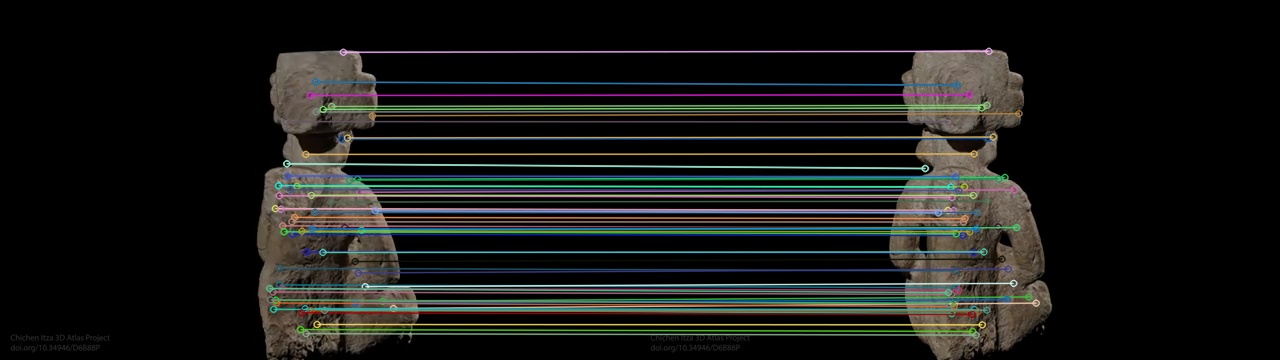 Chichen Itza 3D Atlas Project
doi.org/10.34946/D6B88P
Chichen Itza 3D Atlas Project
doi.org/10.34946/D6B88P